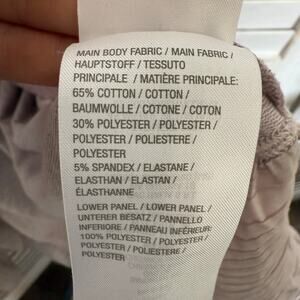 MAIN BODY FABRIC / MAIN FABRIC /
HAUPTSTOFF / TESSUTO
PRINCIPALE / MATIÈRE PRINCIPALE:
65% COTTON / COTTON /
BAUMWOLLE / COTONE / COTON
30% POLYESTER / POLYESTER /
POLYESTER / POLIESTERE /
POLYESTER
5% SPANDEX / ELASTANE /
ELASTHAN / ELASTAN /
ÉLASTHANNE
LOWER PANEL / LOWER PANEL /
UNTERER BESATZ / PANNELLO
INFERIORE / PANNEAU INFÉRIEUR:
100% POLYESTER / POLYESTER /
POLYESTER / POLIESTERE /
POLYESTER